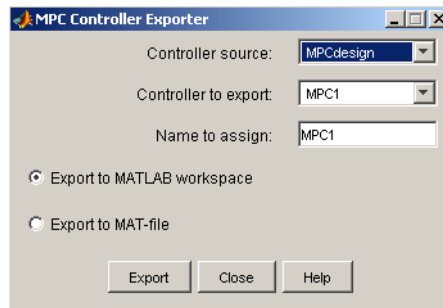 MPC Controller Exporter
Controller source: MPCdesign
Controller to export: MPC1
Name to assign: MPC1
Export to MATLAB workspace
Export to MAT-file
Export Close Help